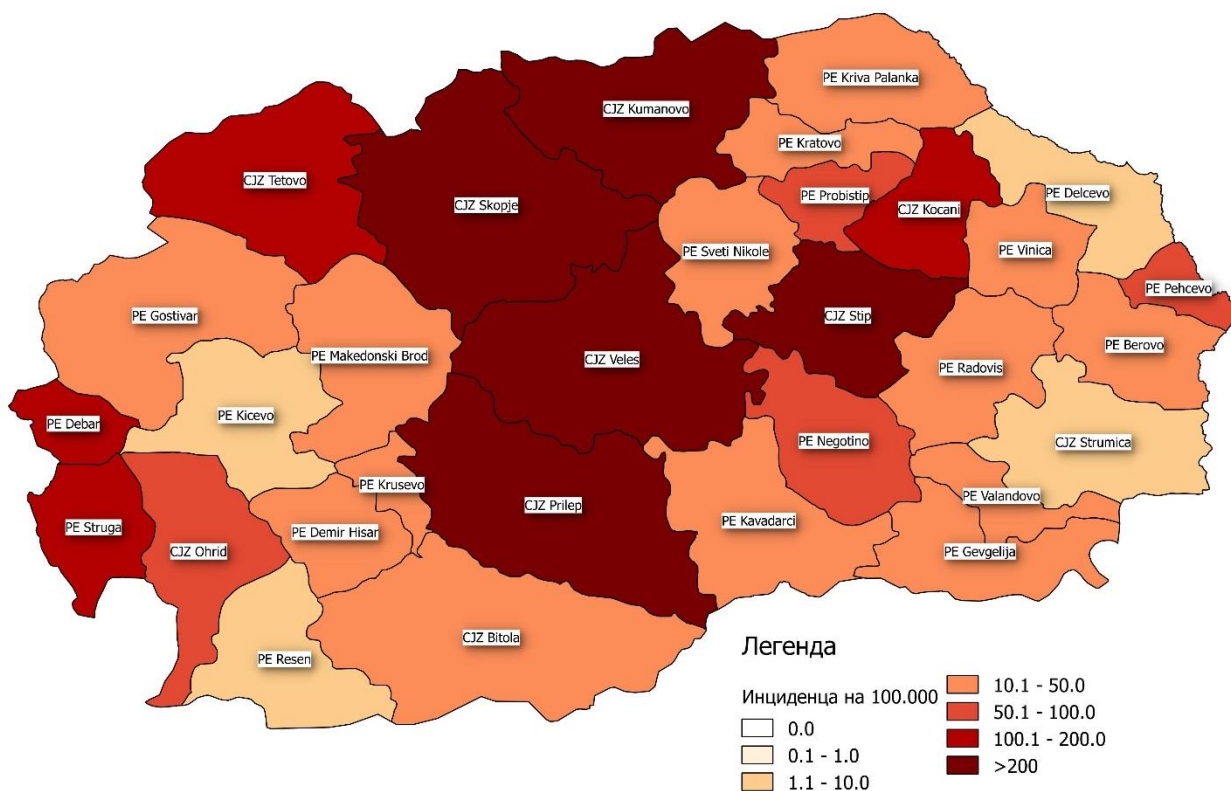 PE Kriva Palanka
CJZ Kumanovo
PE Kratovo
CJZ Tetovo
PE Probistip
PE Delcevo
CJZ Skopje
CJZ Kocani
PE Sveti Nikole
PE Vinica
PE Pehcevo
PE Gostivar
CJZ Stip
PE Berovo
PE Makedonski Brod
CJZ Veles
PE Radovis
PE Debar
PE Kicevo
PE Negotino
CJZ Strumica
PE Krusevo
PE Valandovo
CJZ Prilep
PE Kavadarci
PE Struga
PE Demir Hisar
CJZ Ohrid
PE Gevgelija
CJZ Bitola
PE Resen
Легенда
Инциденца на 100.000
0.0
0.1 - 1.0
1.1 - 10.0
10.1 - 50.0
50.1 - 100.0
100.1 - 200.0
>200